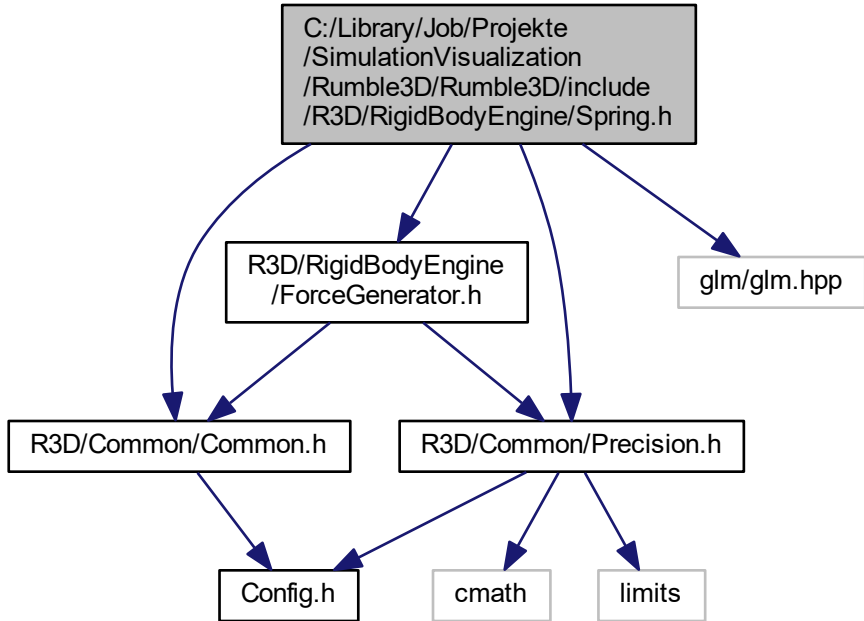 C:/Library/Job/Projekte
/SimulationVisualization
/Rumble3D/Rumble3D/include
/R3D/RigidBodyEngine/Spring.h
R3D/RigidBodyEngine
/ForceGenerator.h
glm/glm.hpp
R3D/Common/Common.h
R3D/Common/Precision.h
Config.h
cmath
limits